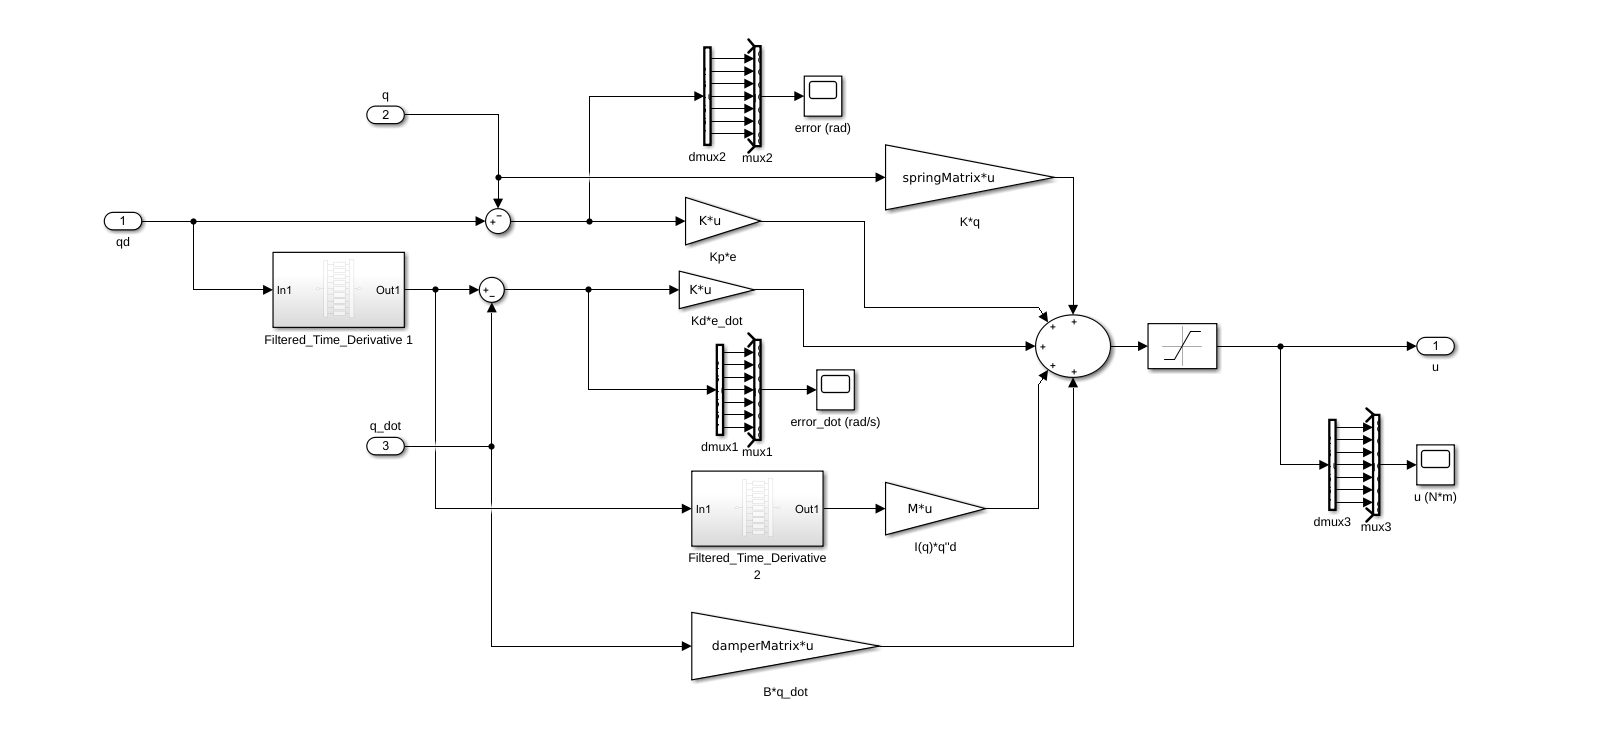 q
2
dmux2
mux2
error (rad)
springMatrix*u
K*q
1
qd
+
−
K*u
Kp*e
In1
Out1
Filtered_Time_Derivative 1
+
−
K*u
Kd*e_dot
+
+
+
+
+
1
u
dmux1
mux1
error_dot (rad/s)
q_dot
3
dmux3
mux3
u (N*m)
In1
Out1
Filtered_Time_Derivative
2
M*u
I(q)*q''d
damperMatrix*u
B*q_dot